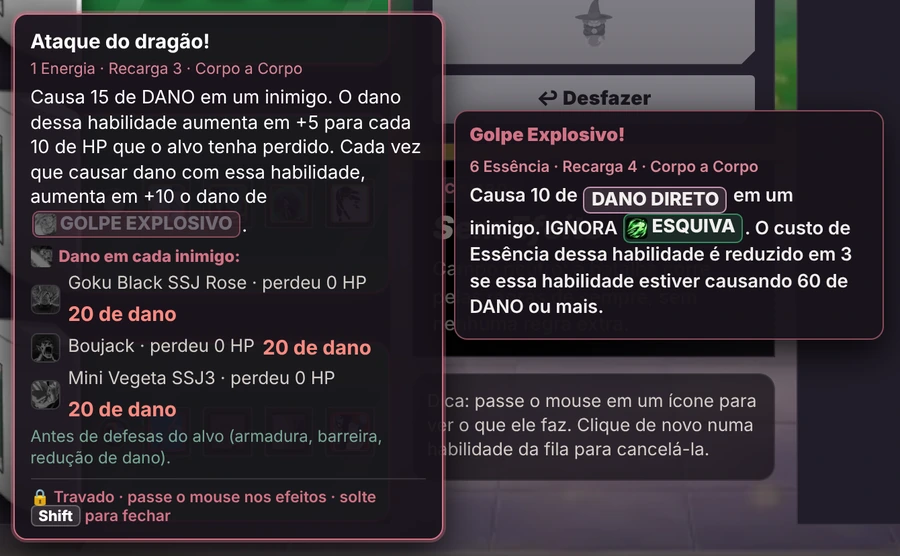 Ataque do dragão!
1 Energia · Recarga 3 · Corpo a Corpo
Causa 15 de DANO em um inimigo. O dano
dessa habilidade aumenta em +5 para cada
10 de HP que o alvo tenha perdido. Cada vez
que causar dano com essa habilidade,
aumenta em +10 o dano de
GOLPE EXPLOSIVO.
Dano em cada inimigo:
Goku Black SSJ Rose · perdeu 0 HP
20 de dano
Boujack · perdeu 0 HP 20 de dano
Mini Vegeta SSJ3 · perdeu 0 HP
20 de dano
Antes de defesas do alvo (armadura, barreira,
redução de dano).
Travado · passe o mouse nos efeitos · solte
Shift para fechar
↩ Desfazer
Golpe Explosivo!
6 Essência · Recarga 4 · Corpo a Corpo
Causa 10 de DANO DIRETO em um
inimigo. IGNORA ESQUIVA. O custo de
Essência dessa habilidade é reduzido em 3
se essa habilidade estiver causando 60 de
DANO ou mais.
nenhuma regra extra.
Dica: passe o mouse em um ícone para
ver o que ele faz. Clique de novo numa
habilidade da fila para cancelá-la.